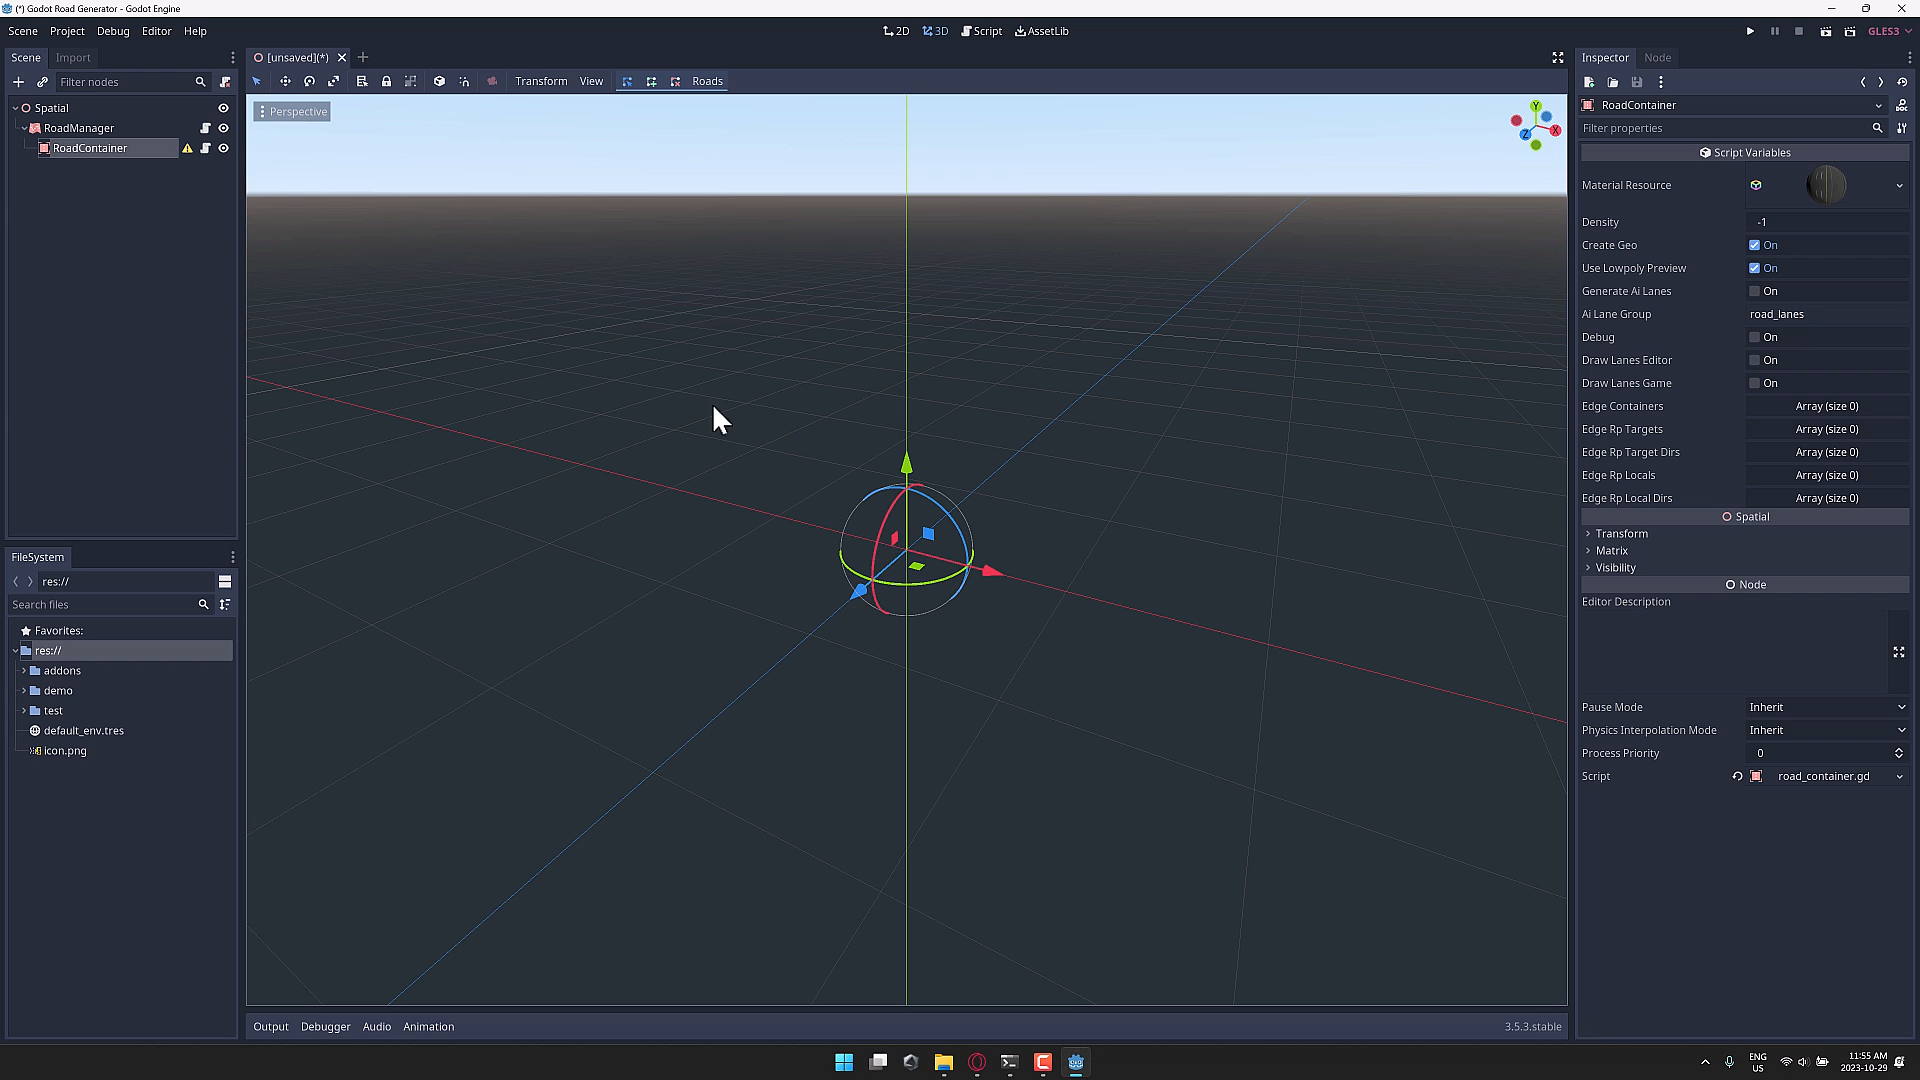 (*) Godot Road Generator - Godot Engine
Scene Project Debug Editor Help
2D 3D Script AssetLib
GLES3
Scene Import
[unsaved](*)
Inspector Node
Filter nodes
Transform View Roads
Spatial
RoadManager
RoadContainer
Perspective
Y
X
Z
RoadContainer
Filter properties
Script Variables
Material Resource
Density -1
Create Geo On
Use Lowpoly Preview On
Generate Ai Lanes On
Ai Lane Group road_lanes
Debug On
Draw Lanes Editor On
Draw Lanes Game On
Edge Containers Array (size 0)
Edge Rp Targets Array (size 0)
Edge Rp Target Dirs Array (size 0)
Edge Rp Locals Array (size 0)
Edge Rp Local Dirs Array (size 0)
Spatial
Transform
Matrix
Visibility
Node
Editor Description
Pause Mode Inherit
Physics Interpolation Mode Inherit
Process Priority 0
Script road_container.gd
FileSystem
res://
Search files
Favorites:
res://
addons
demo
test
default_env.tres
icon.png
Output Debugger Audio Animation
3.5.3.stable
ENG
US
11:55 AM
2023-10-29